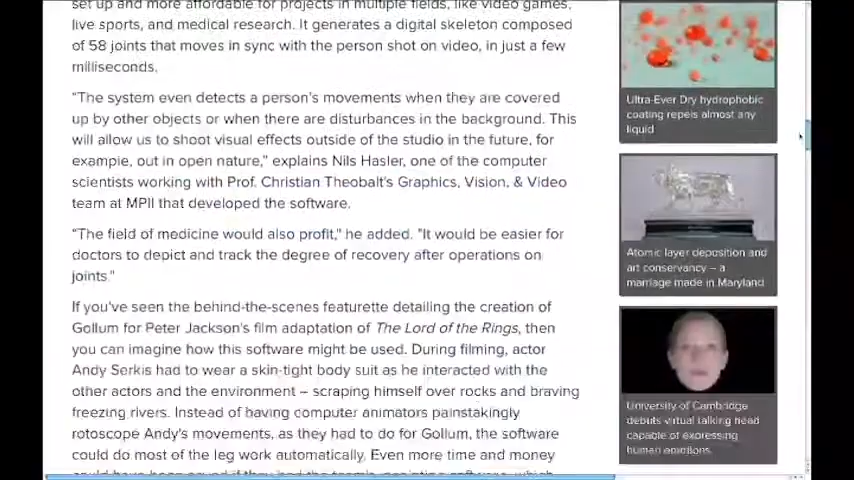 set up and more affordable for projects in multiple fields, like video games,
live sports, and medical research. It generates a digital skeleton composed
of 58 joints that moves in sync with the person shot on video, in just a few
milliseconds.
"The system even detects a person's movements when they are covered
up by other objects or when there are disturbances in the background. This
will allow us to shoot visual effects outside of the studio in the future, for
example, out in open nature," explains Nils Hasler, one of the computer
scientists working with Prof. Christian Theobalt's Graphics, Vision, & Video
team at MPII that developed the software.
"The field of medicine would also profit," he added. "It would be easier for
doctors to depict and track the degree of recovery after operations on
joints."
If you've seen the behind-the-scenes featurette detailing the creation of
Gollum for Peter Jackson's film adaptation of The Lord of the Rings, then
you can imagine how this software might be used. During filming, actor
Andy Serkis had to wear a skin-tight body suit as he interacted with the
other actors and the environment – scraping himself over rocks and braving
freezing rivers. Instead of having computer animators painstakingly
rotoscope Andy's movements, as they had to do for Gollum, the software
could do most of the leg work automatically. Even more time and money
Ultra-Ever Dry hydrophobic
coating repels almost any
liquid
Atomic layer deposition and
art conservancy – a
marriage made in Maryland
University of Cambridge
debuts virtual talking head
capable of expressing
human emotions